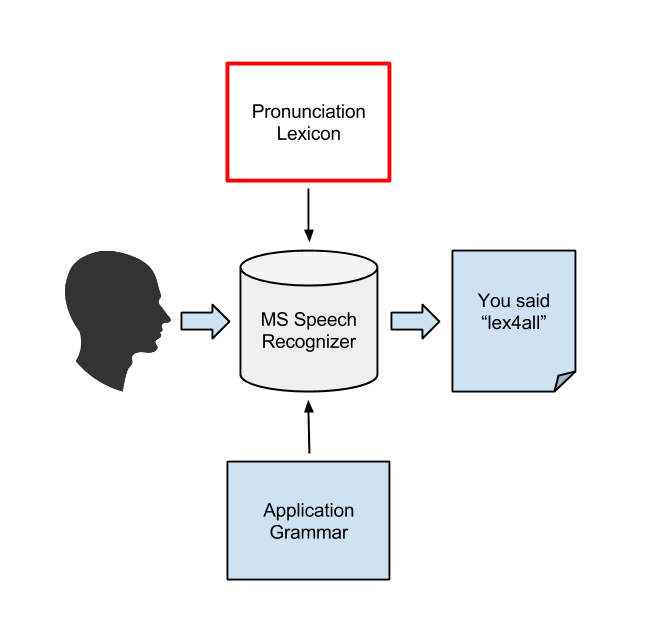 Pronunciation
Lexicon
MS Speech
Recognizer
You said
“lex4all”
Application
Grammar